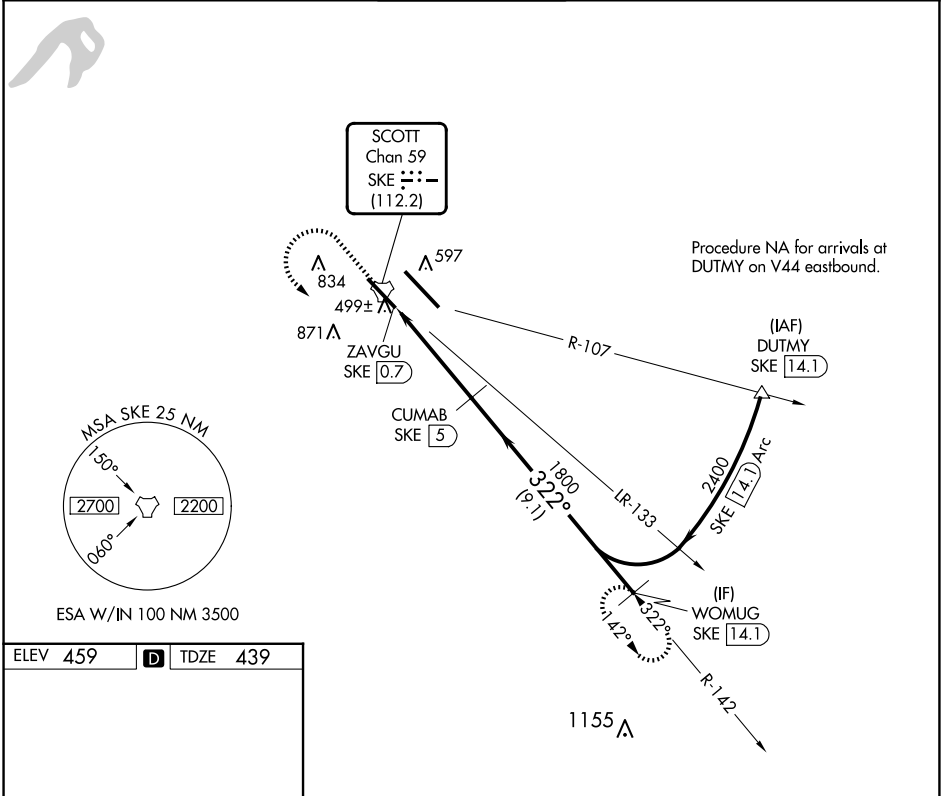 SCOTT
Chan 59
SKE
(112.2)
597
834
499±
871
ZAVGU
SKE 0.7
CUMAB
SKE 5
Procedure NA for arrivals at
DUTMY on V44 eastbound.
(IAF)
DUTMY
SKE 14.1
R-107
2400
SKE 14.1 Arc
1800
322°
(9.1)
LR-133
(IF)
WOMUG
SKE 14.1
322°
142°
R-142
1155
MSA SKE 25 NM
150°
2700
2200
060°
ESA W/IN 100 NM 3500
ELEV 459 D TDZE 439